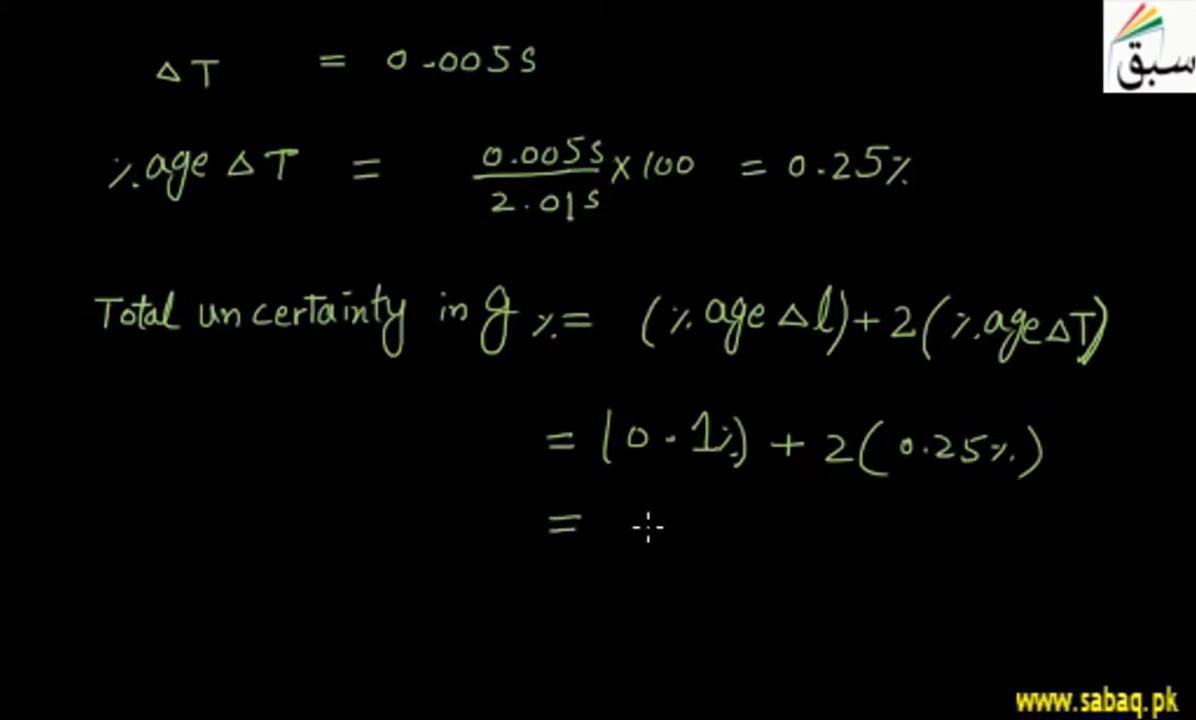 سبق
ΔT = 0.005s
%age ΔT = 0.005s/2.01s × 100 = 0.25%
Total uncertainty in g % = (%age Δl) + 2(%age ΔT)
= (0.1%) + 2(0.25%)
=
www.sabaq.pk